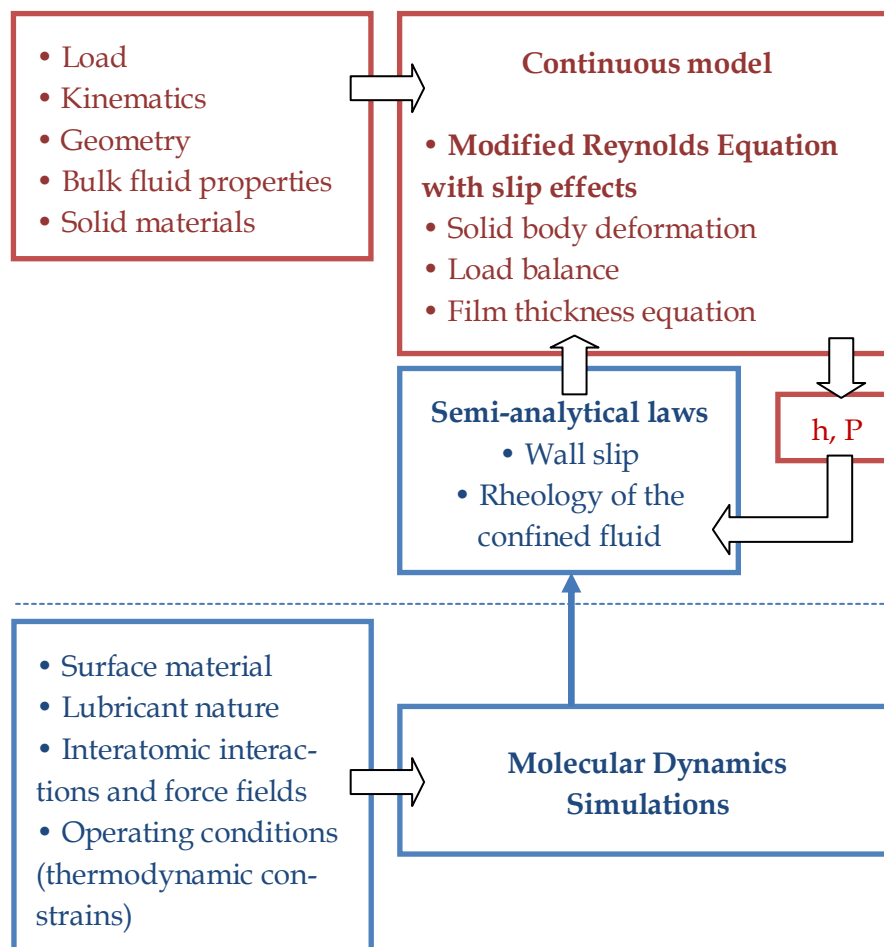 • Load
• Kinematics
• Geometry
• Bulk fluid properties
• Solid materials
Continuous model
• Modified Reynolds Equation
with slip effects
• Solid body deformation
• Load balance
• Film thickness equation
Semi-analytical laws
• Wall slip
• Rheology of the
confined fluid
h, P
• Surface material
• Lubricant nature
• Interatomic interac-
tions and force fields
• Operating conditions
(thermodynamic con-
strains)
Molecular Dynamics
Simulations